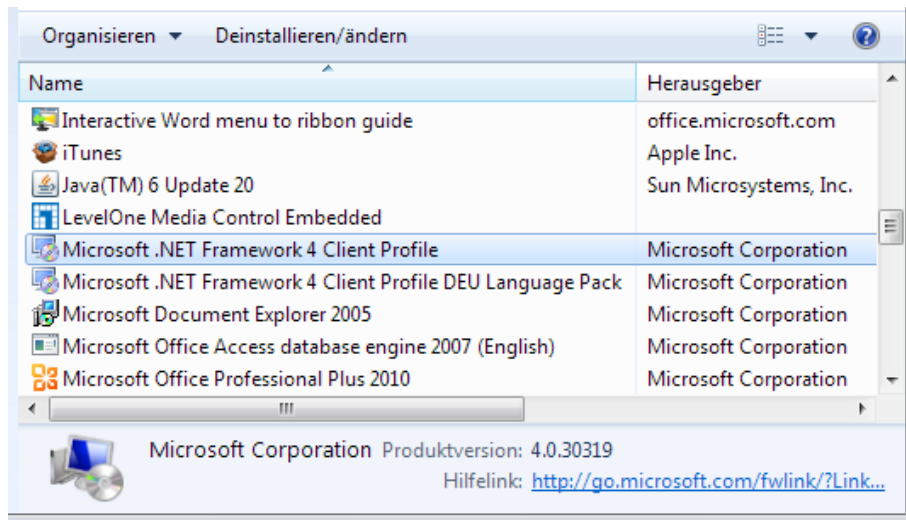 Organisieren Deinstallieren/ändern
Name Herausgeber
Interactive Word menu to ribbon guide office.microsoft.com
iTunes Apple Inc.
Java(TM) 6 Update 20 Sun Microsystems, Inc.
LevelOne Media Control Embedded
Microsoft .NET Framework 4 Client Profile Microsoft Corporation
Microsoft .NET Framework 4 Client Profile DEU Language Pack Microsoft Corporation
Microsoft Document Explorer 2005 Microsoft Corporation
Microsoft Office Access database engine 2007 (English) Microsoft Corporation
Microsoft Office Professional Plus 2010 Microsoft Corporation
Microsoft Corporation Produktversion: 4.0.30319
Hilfelink: http://go.microsoft.com/fwlink/?Link...